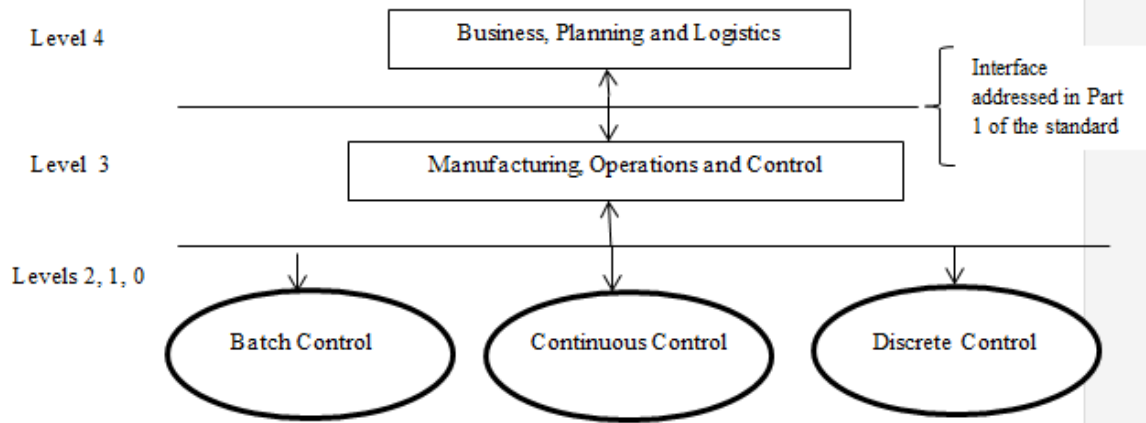 Level 4
Business, Planning and Logistics
Interface
addressed in Part
1 of the standard
Level 3
Manufacturing, Operations and Control
Levels 2, 1, 0
Batch Control
Continuous Control
Discrete Control